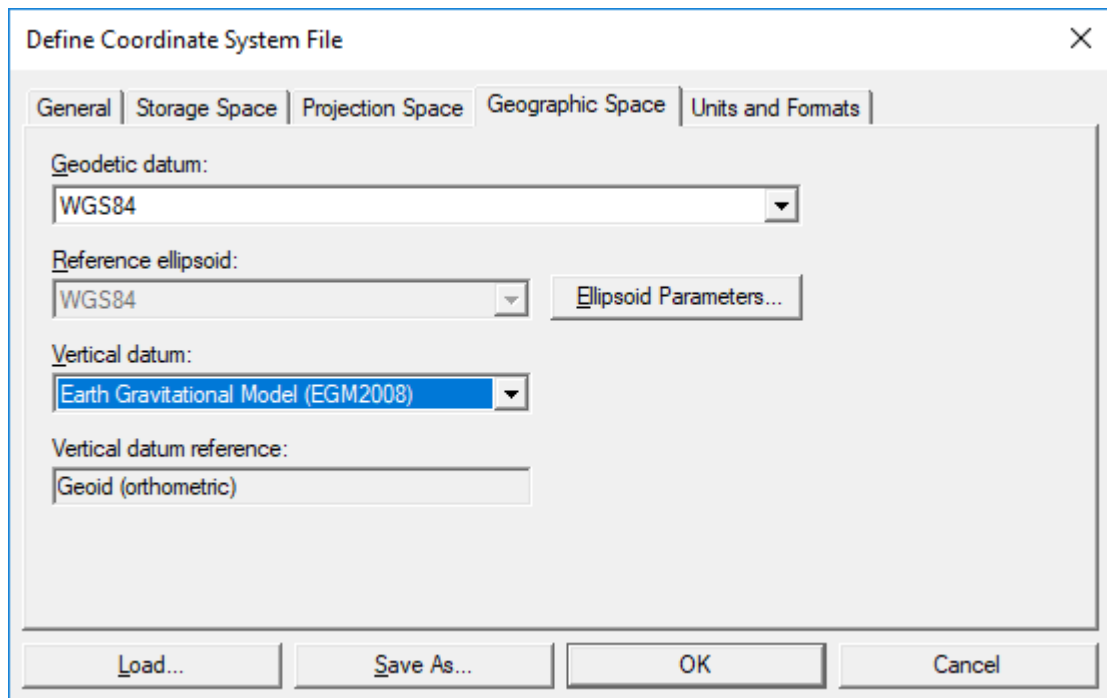 Define Coordinate System File
General Storage Space Projection Space Geographic Space Units and Formats
Geodetic datum:
WGS84
Reference ellipsoid:
WGS84 Ellipsoid Parameters...
Vertical datum:
Earth Gravitational Model (EGM2008)
Vertical datum reference:
Geoid (orthometric)
Load... Save As... OK Cancel